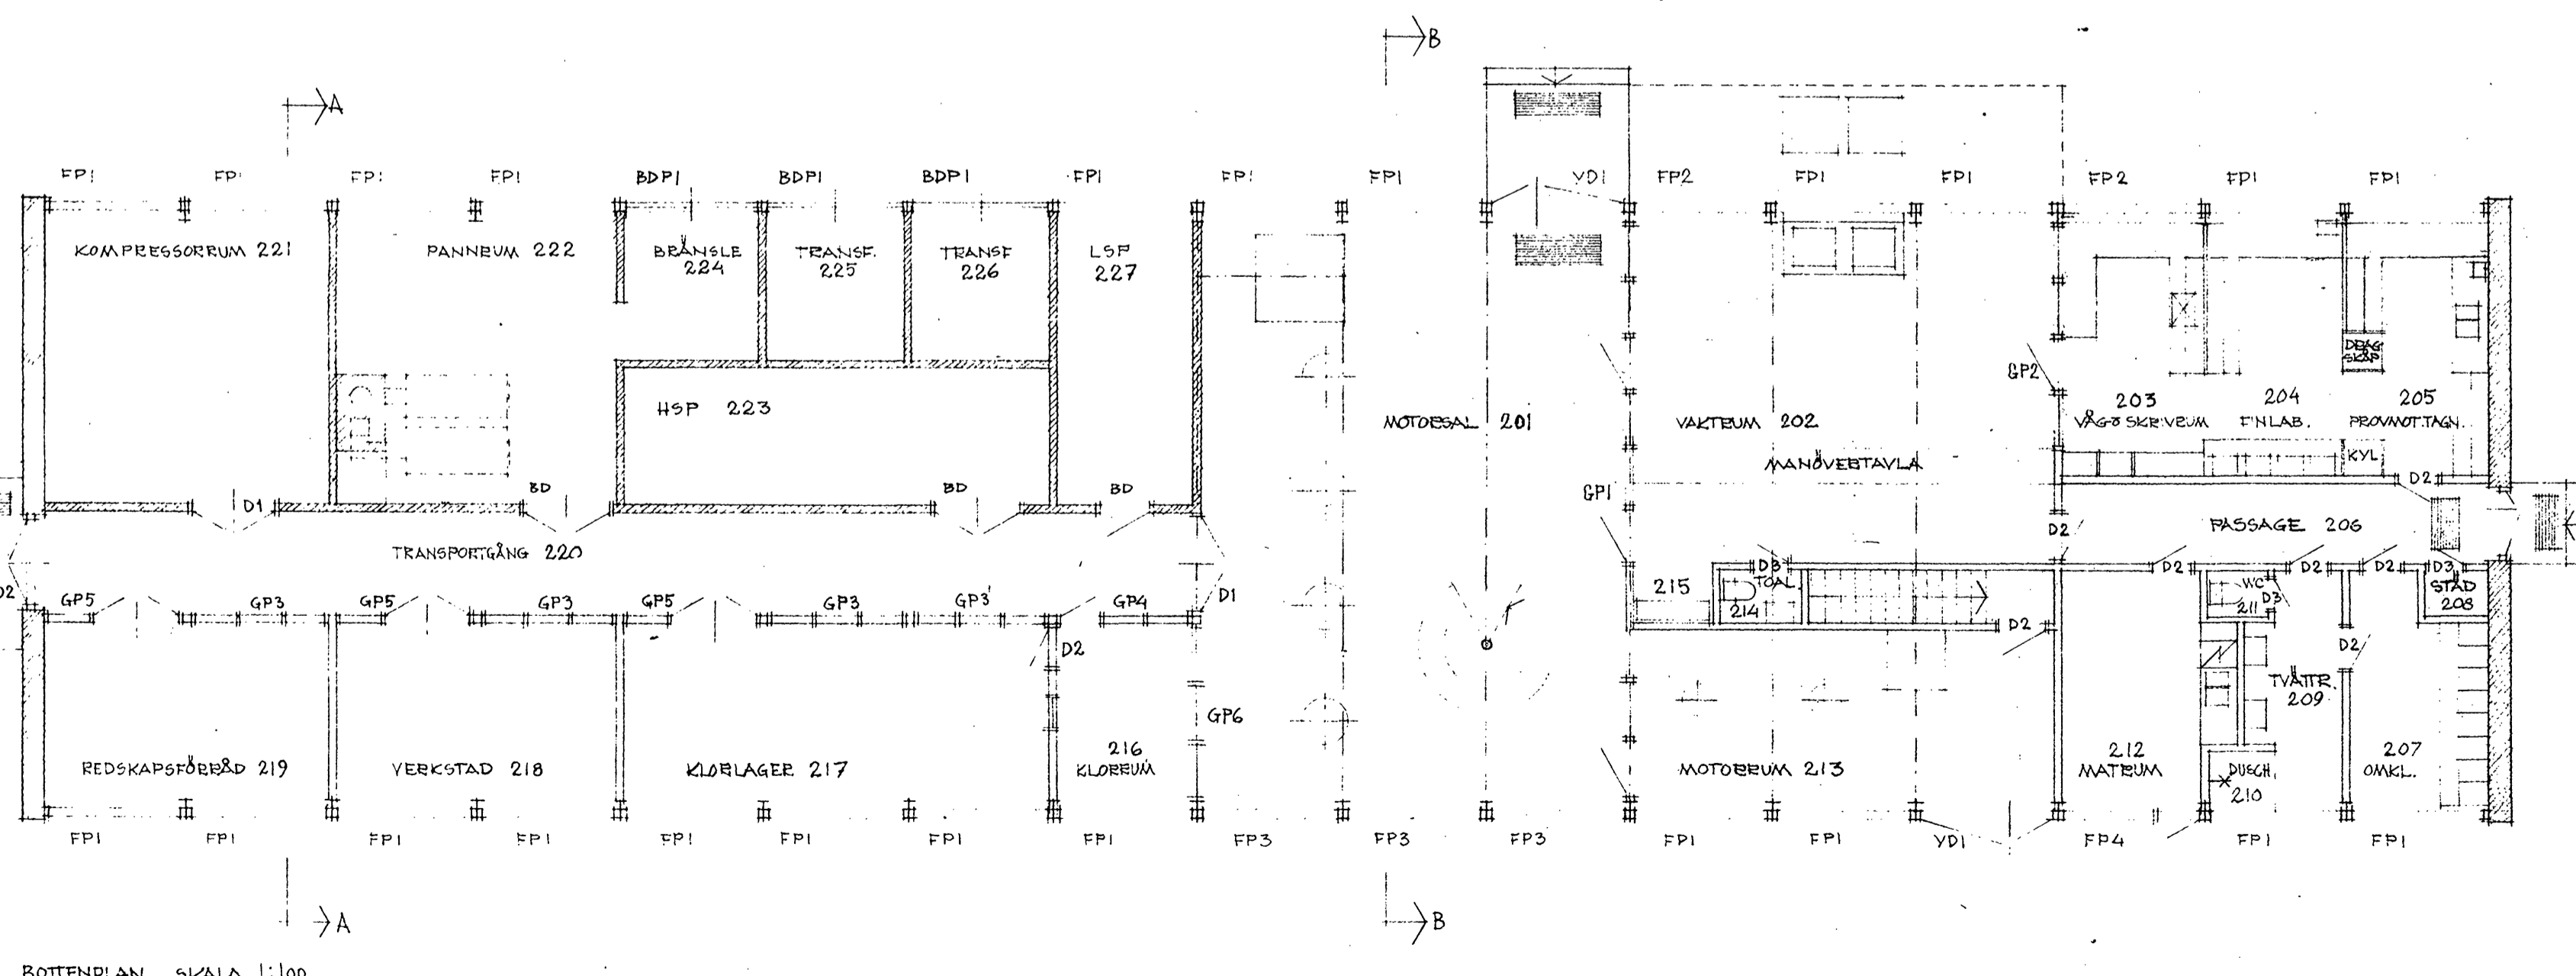 B
A
FP1 FP1 FP1 FP1 BDP1 BDP1 BDP1 FP1 FP1 FP1 YD1 FP2 FP1 FP1 FP2 FP1 FP1
KOMPRESSORRUM 221
PANNRUM 222
BRÄNSLE
224
TRANSF.
225
TRANSF
226
LSP
227
HSP 223
MOTORSAL 201
VAKTRUM 202
MANÖVERTAVLA
GP2
GP1
203
VÅG O SKRIVRUM
204
FINLAB.
205
PROVMOTTAGN.
DRAG
SKÅP
KYL
D2
D1
BD
BD
BD
TRANSPORTGÅNG 220
PASSAGE 206
D2
D2
GP5
GP3
GP5
GP3
GP5
GP3
GP3
GP4
D1
D2
215
D3
TOAL.
214
D2
D2
WC
211
D3
D2
D2
D3
STÄD
208
D2
TVÄTTR.
209
GP6
REDSKAPSFÖRRÅD 219
VERKSTAD 218
KLORLAGER 217
216
KLORRUM
MOTORRUM 213
212
MATRUM
DUSCH.
210
207
OMKL.
FP1 FP1 FP1 FP1 FP1 FP1 FP1 FP1 FP3 FP3 FP3 FP1 FP1 YD1 FP4 FP1 FP1
A
B
BOTTENPLAN SKALA 1:100